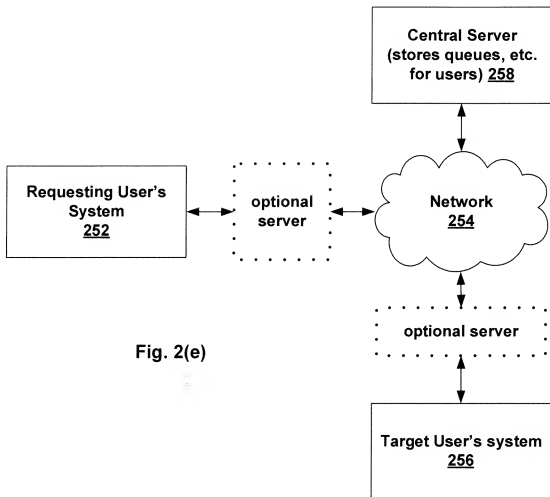 Central Server
(stores queues, etc.
for users) 258
Requesting User's
System
252
optional
server
Network
254
optional server
Fig. 2(e)
Target User's system
256